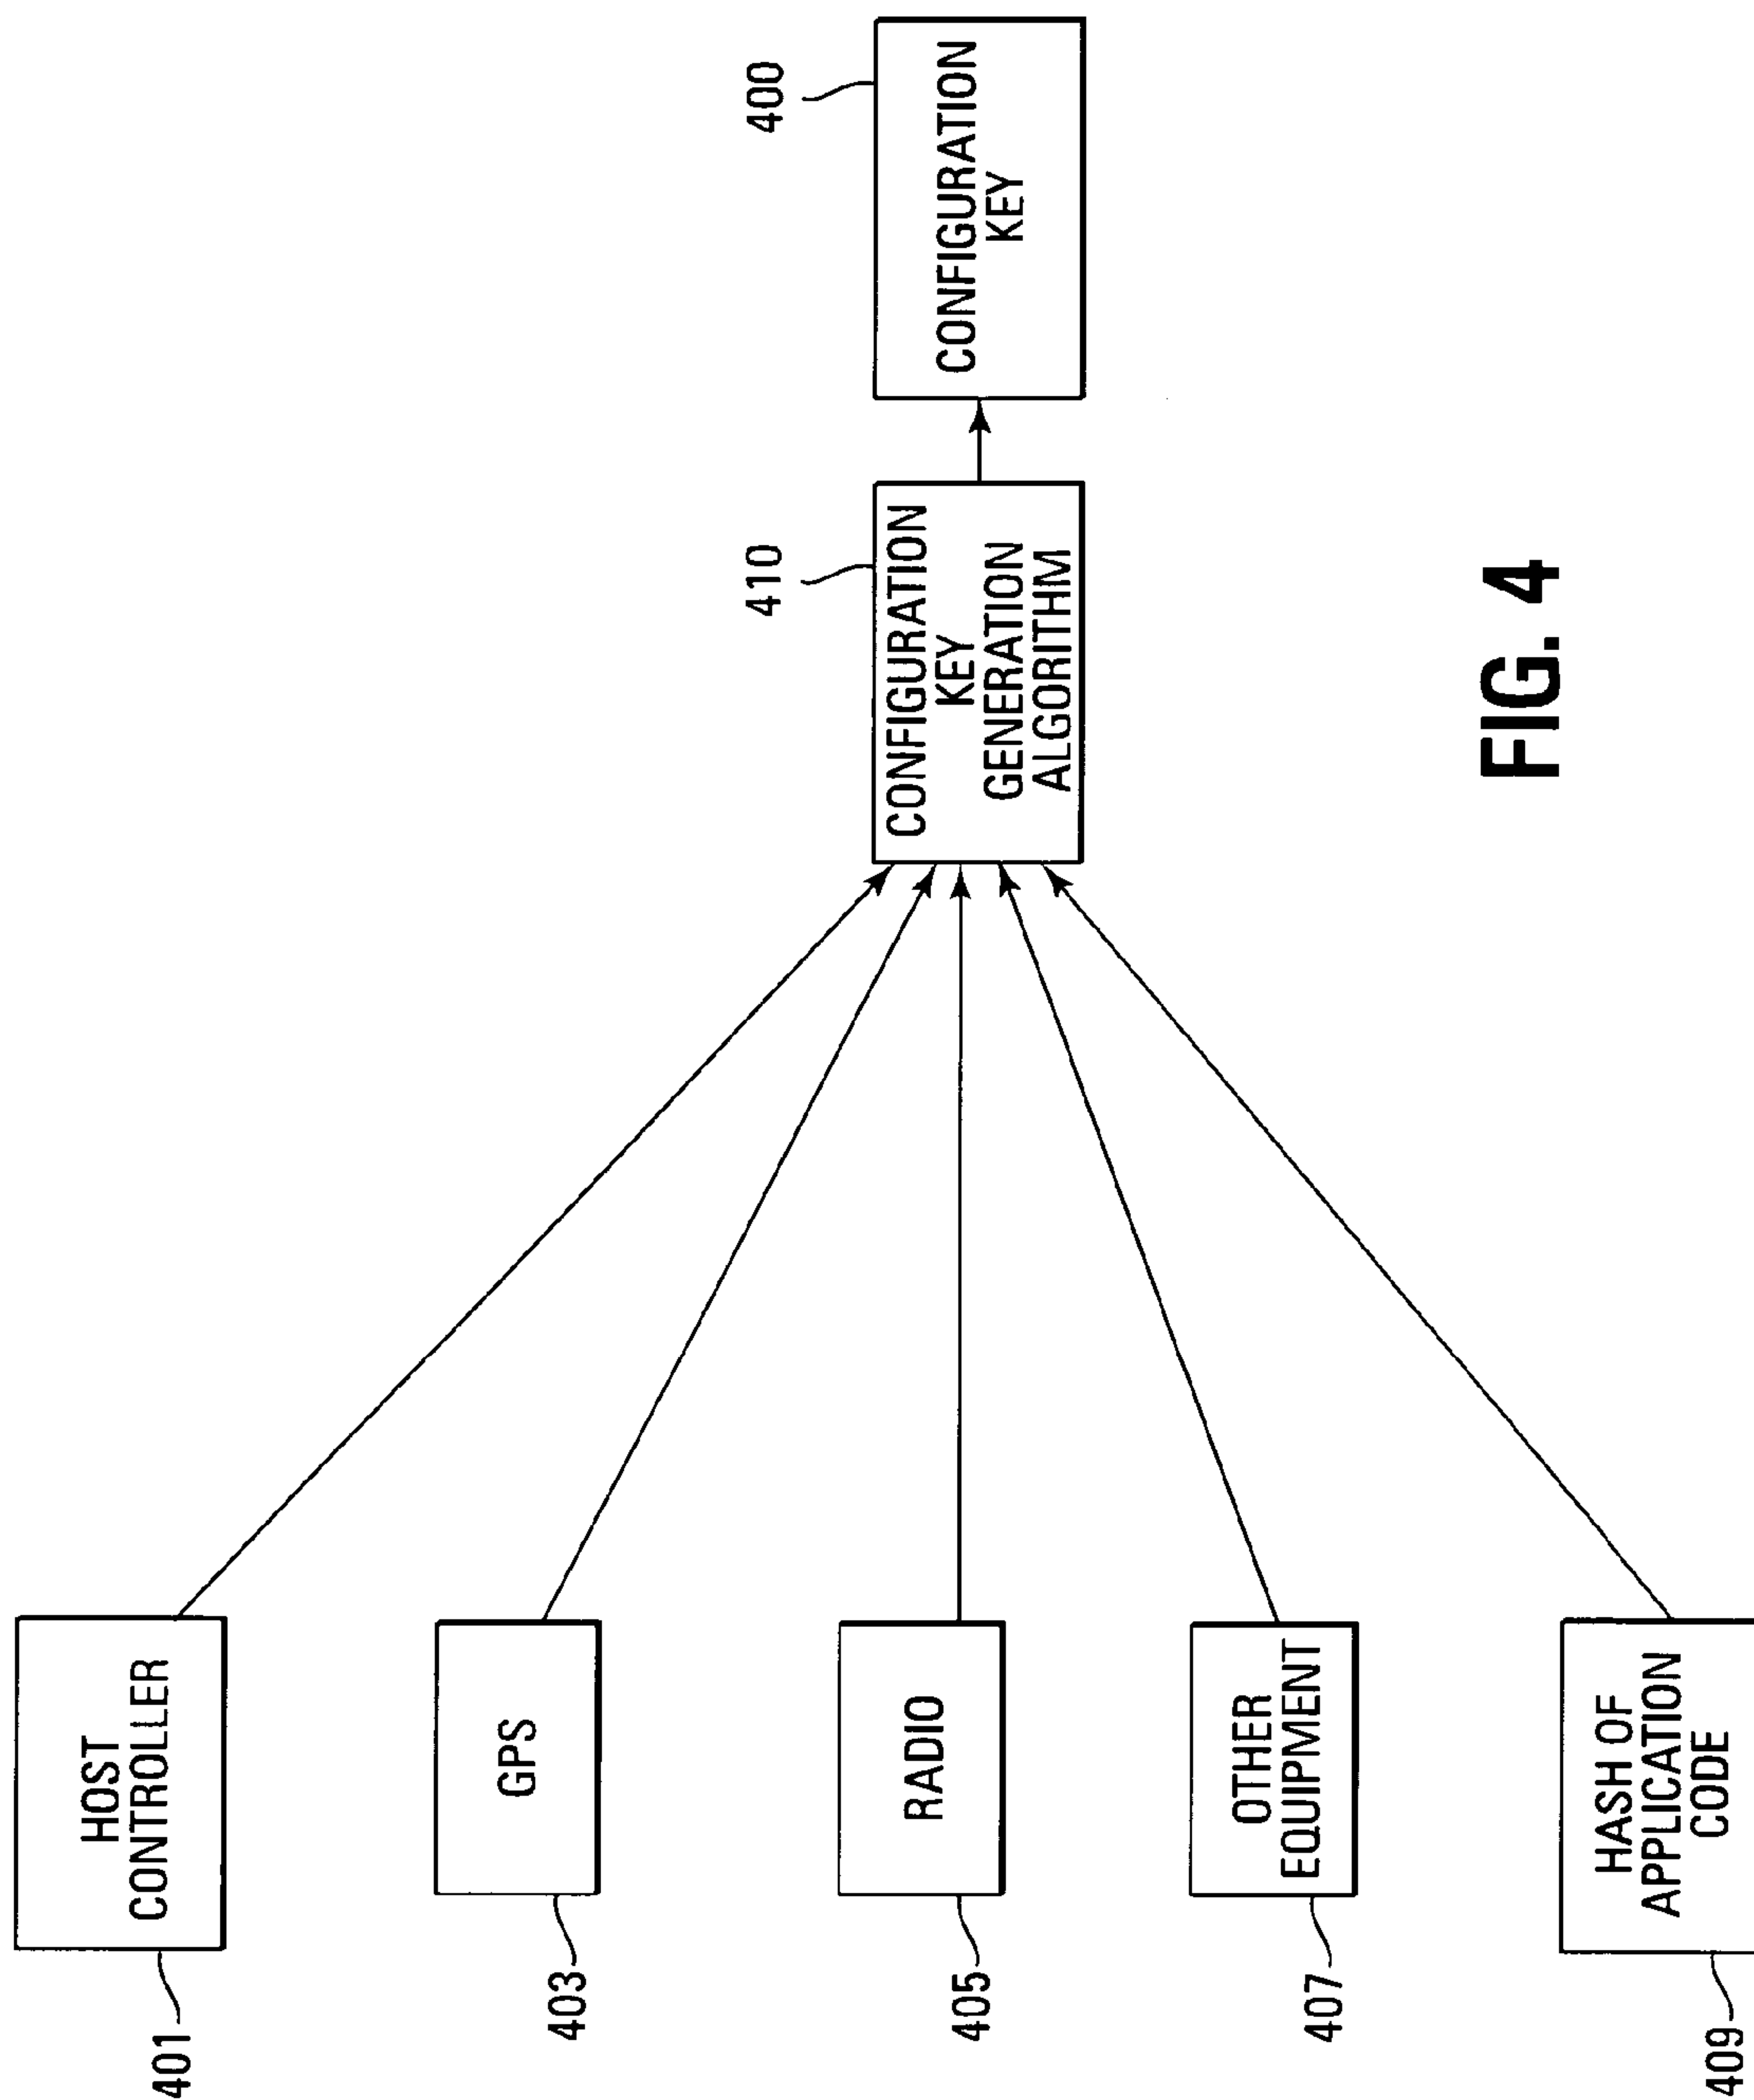 HOST
CONTROLLER
401
GPS
403
RADIO
405
OTHER
EQUIPMENT
407
HASH OF
APPLICATION
CODE
409
CONFIGURATION
KEY
GENERATION
ALGORITHM
410
CONFIGURATION
KEY
400
FIG. 4